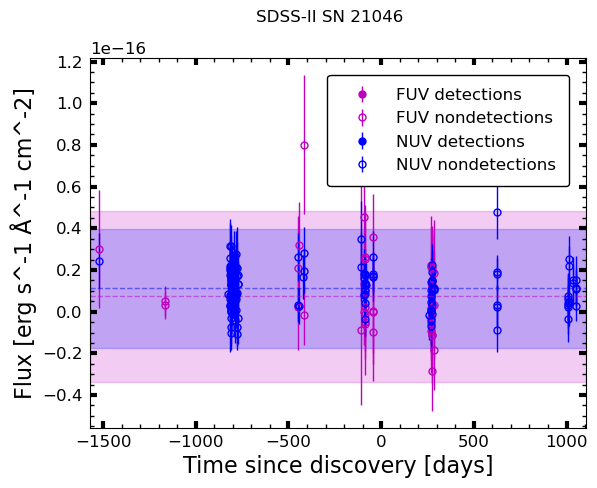 SDSS-II SN 21046
1e−16
1.2
1.0
0.8
0.6
0.4
0.2
0.0
−0.2
−0.4
Flux [erg s^-1 Å^-1 cm^-2]
FUV detections
FUV nondetections
NUV detections
NUV nondetections
−1500 −1000 −500 0 500 1000
Time since discovery [days]